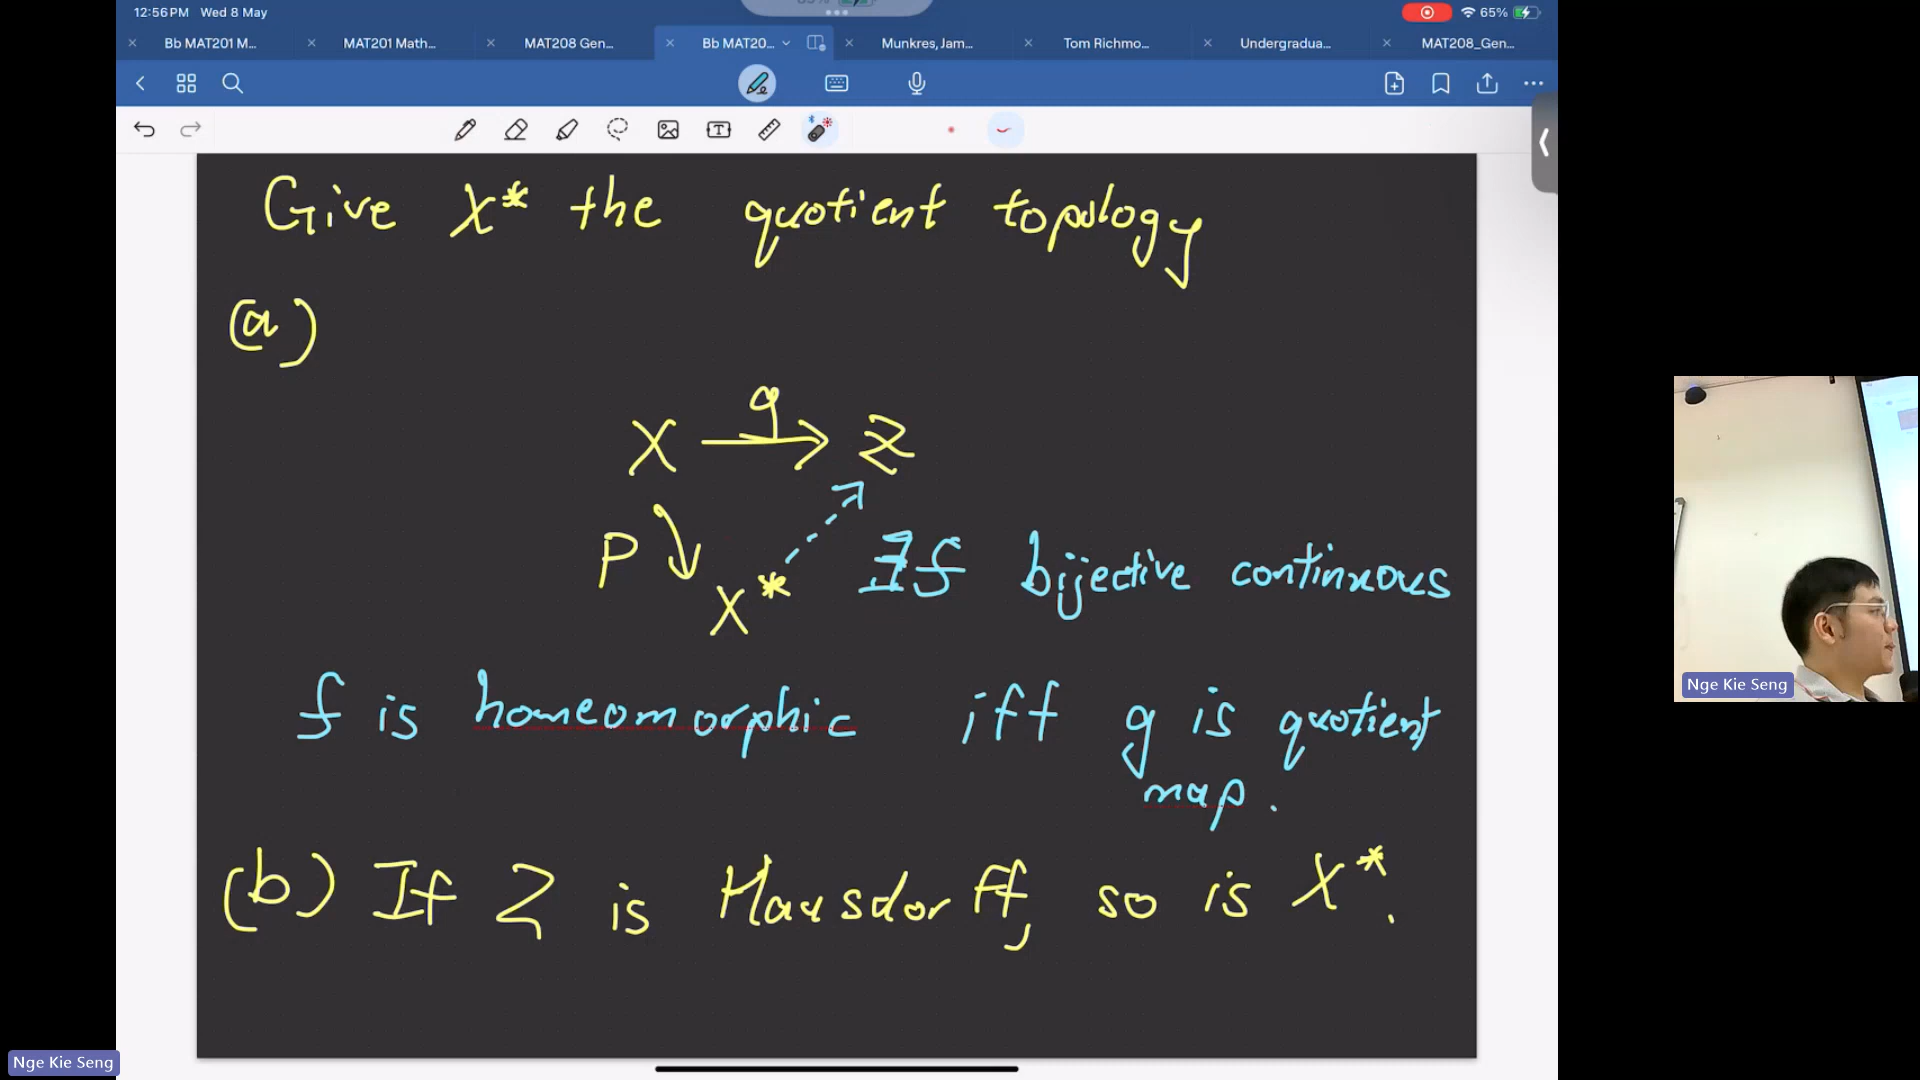 12:56 PM Wed 8 May
65%
Bb MAT201 M...
MAT201 Math...
MAT208 Gen...
Bb MAT20...
Munkres, Jam...
Tom Richmo...
Undergradua...
MAT208_Gen...
Give X* the quotient topology
(a)
X g Z
P X* ∃f bijective continuous
f is homeomorphic iff g is quotient
map.
(b) If Z is Hausdorff, so is X*.
Nge Kie Seng
Nge Kie Seng